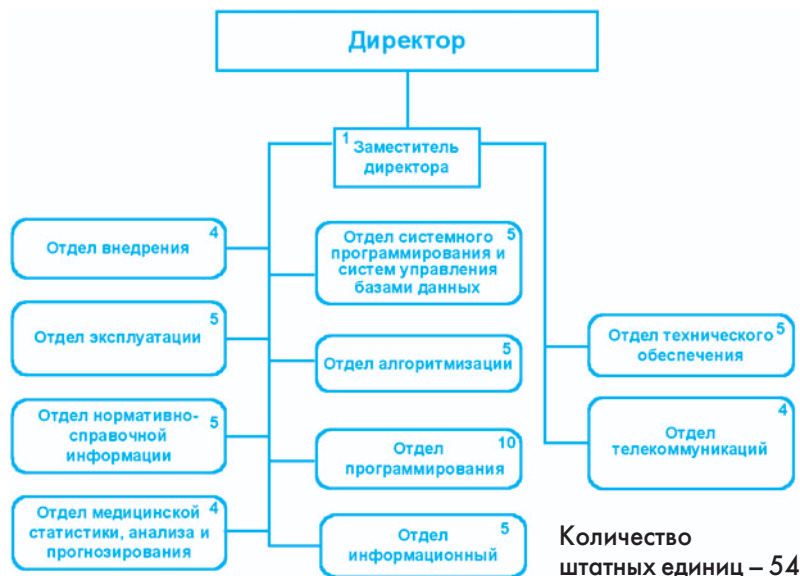 Директор
1
Заместитель
директора
4
Отдел внедрения
5
Отдел эксплуатации
5
Отдел нормативно-
справочной
информации
4
Отдел медицинской
статистики, анализа и
прогнозирования
5
Отдел системного
программирования и
систем управления
базами данных
5
Отдел алгоритмизации
10
Отдел
программирования
5
Отдел
информационный
5
Отдел технического
обеспечения
4
Отдел
телекоммуникаций
Количество
штатных единиц – 54